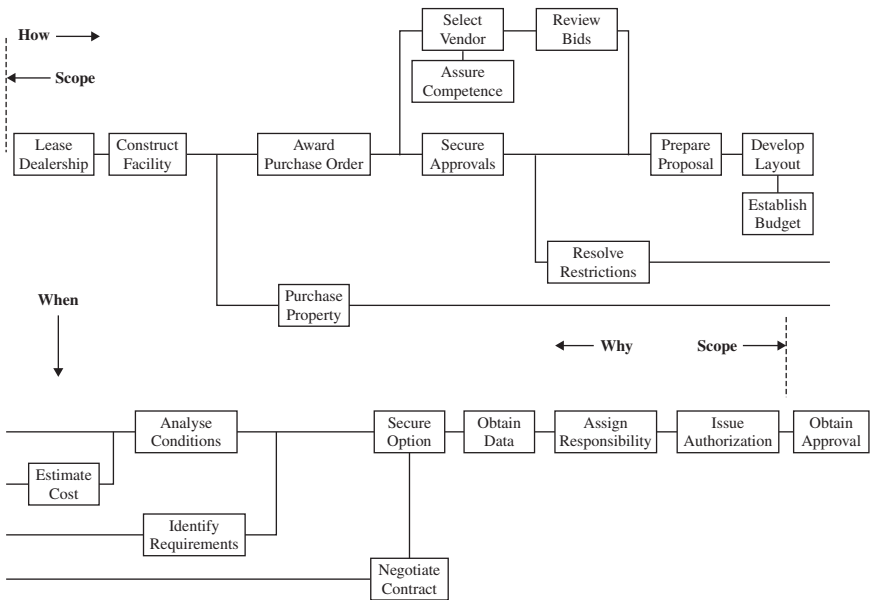 How
Scope
Select
Vendor
Review
Bids
Assure
Competence
Lease
Dealership
Construct
Facility
Award
Purchase Order
Secure
Approvals
Prepare
Proposal
Develop
Layout
Establish
Budget
Resolve
Restrictions
Purchase
Property
When
Why
Scope
Analyse
Conditions
Secure
Option
Obtain
Data
Assign
Responsibility
Issue
Authorization
Obtain
Approval
Estimate
Cost
Identify
Requirements
Negotiate
Contract